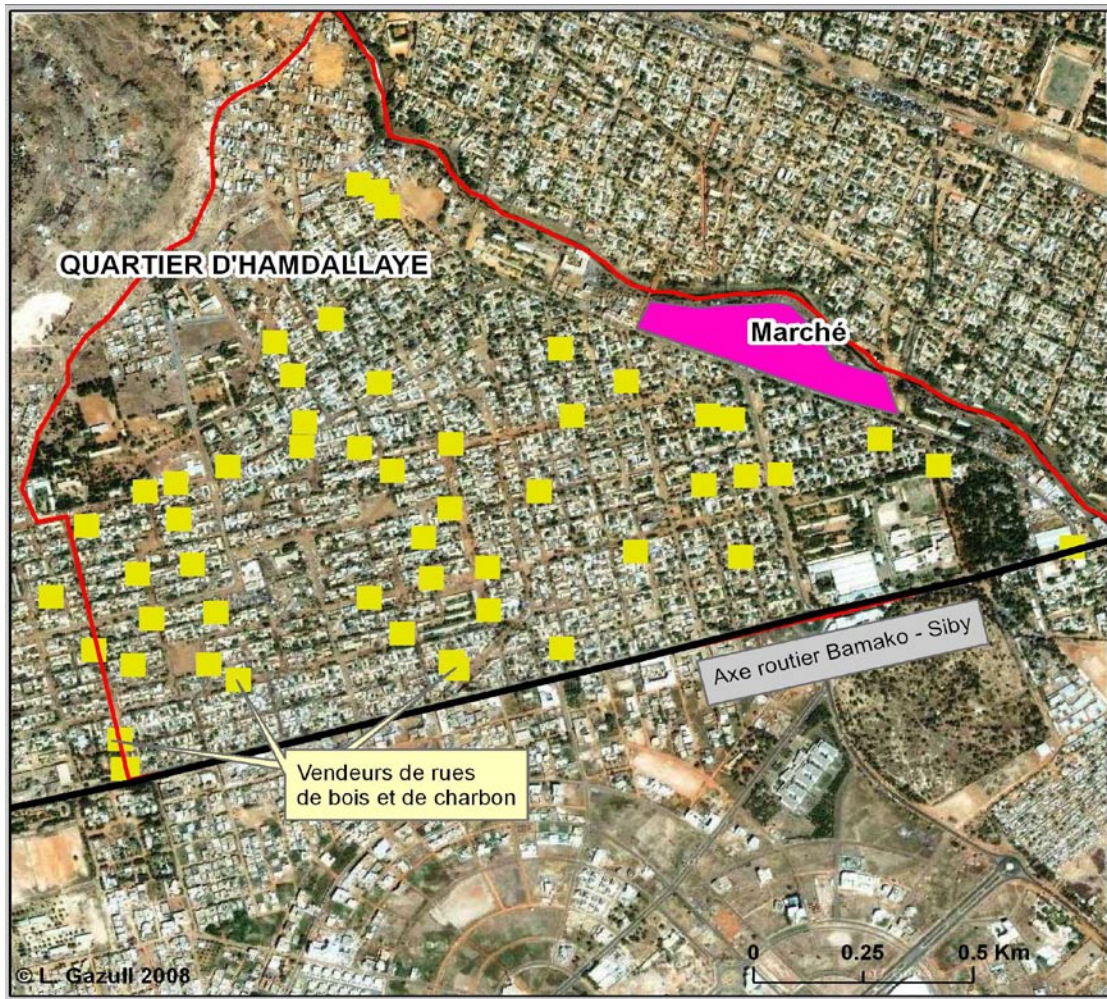 QUARTIER D'HAMDALLAYE
Marché
Axe routier Bamako - Siby
Vendeurs de rues
de bois et de charbon
0 0.25 0.5 Km
© L. Gazull 2008